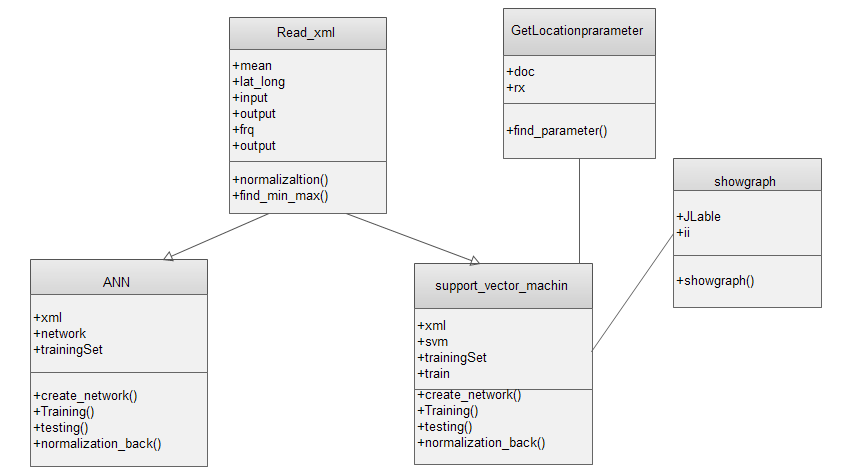 Read_xml
+mean
+lat_long
+input
+output
+frq
+output
+normalizaltion()
+find_min_max()
GetLocationprarameter
+doc
+rx
+find_parameter()
showgraph
+JLable
+ii
+showgraph()
ANN
+xml
+network
+trainingSet
+create_network()
+Training()
+testing()
+normalization_back()
support_vector_machin
+xml
+svm
+trainingSet
+train
+create_network()
+Training()
+testing()
+normalization_back()